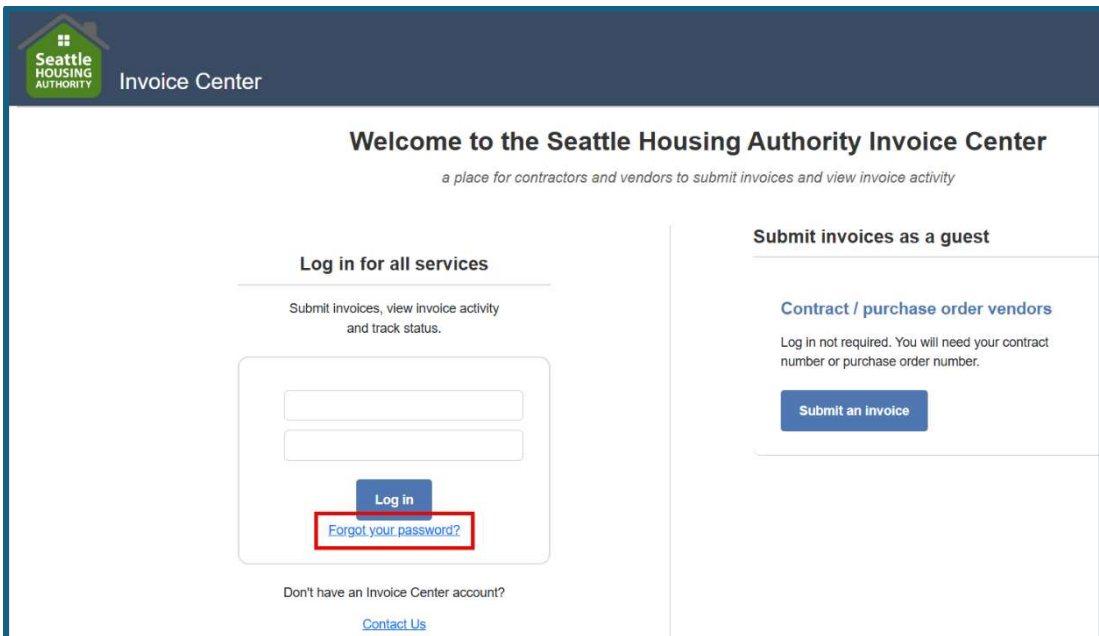 Seattle
HOUSING
AUTHORITY
Invoice Center
Welcome to the Seattle Housing Authority Invoice Center
a place for contractors and vendors to submit invoices and view invoice activity
Log in for all services
Submit invoices, view invoice activity
and track status.
Log in
Forgot your password?
Don't have an Invoice Center account?
Contact Us
Submit invoices as a guest
Contract / purchase order vendors
Log in not required. You will need your contract
number or purchase order number.
Submit an invoice